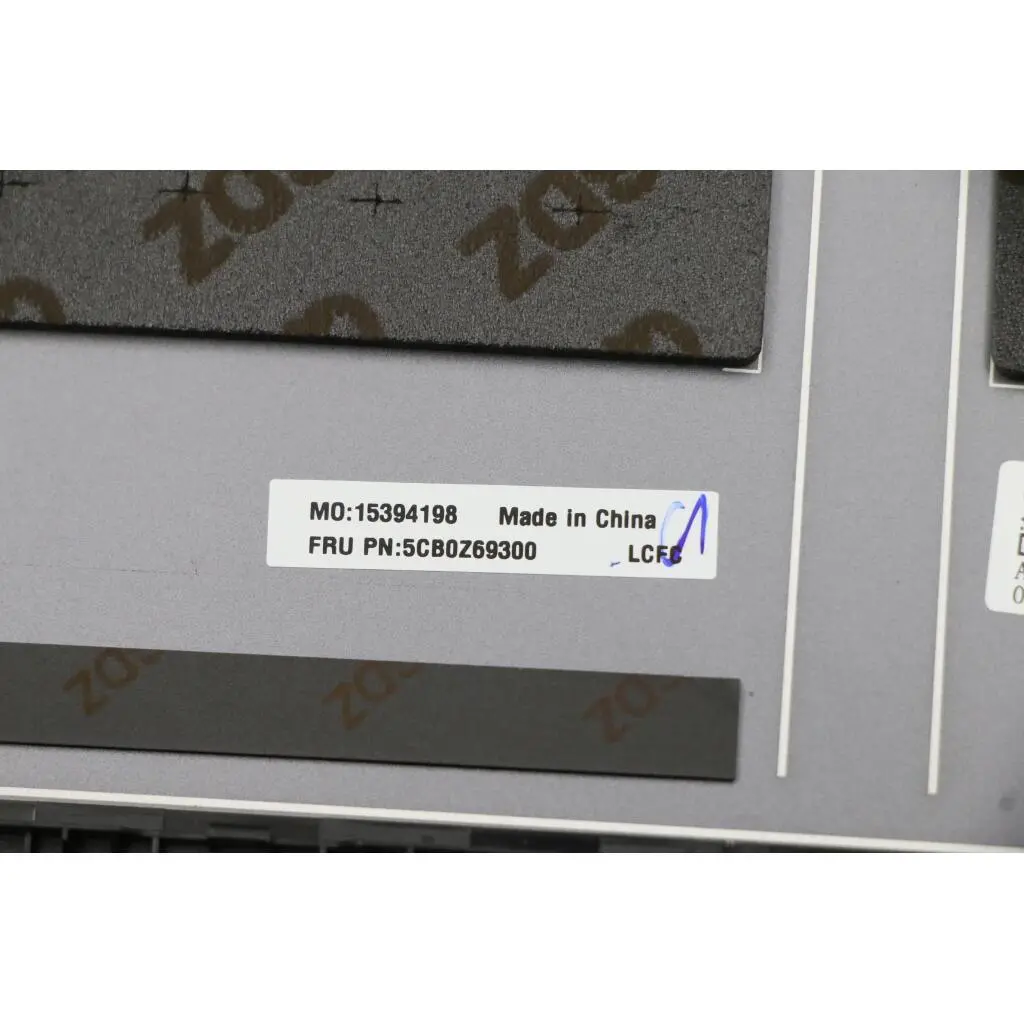 MO:15394198 Made in China
FRU PN:5CB0Z69300 LCFC